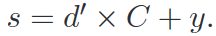 s = d′ × C + y.